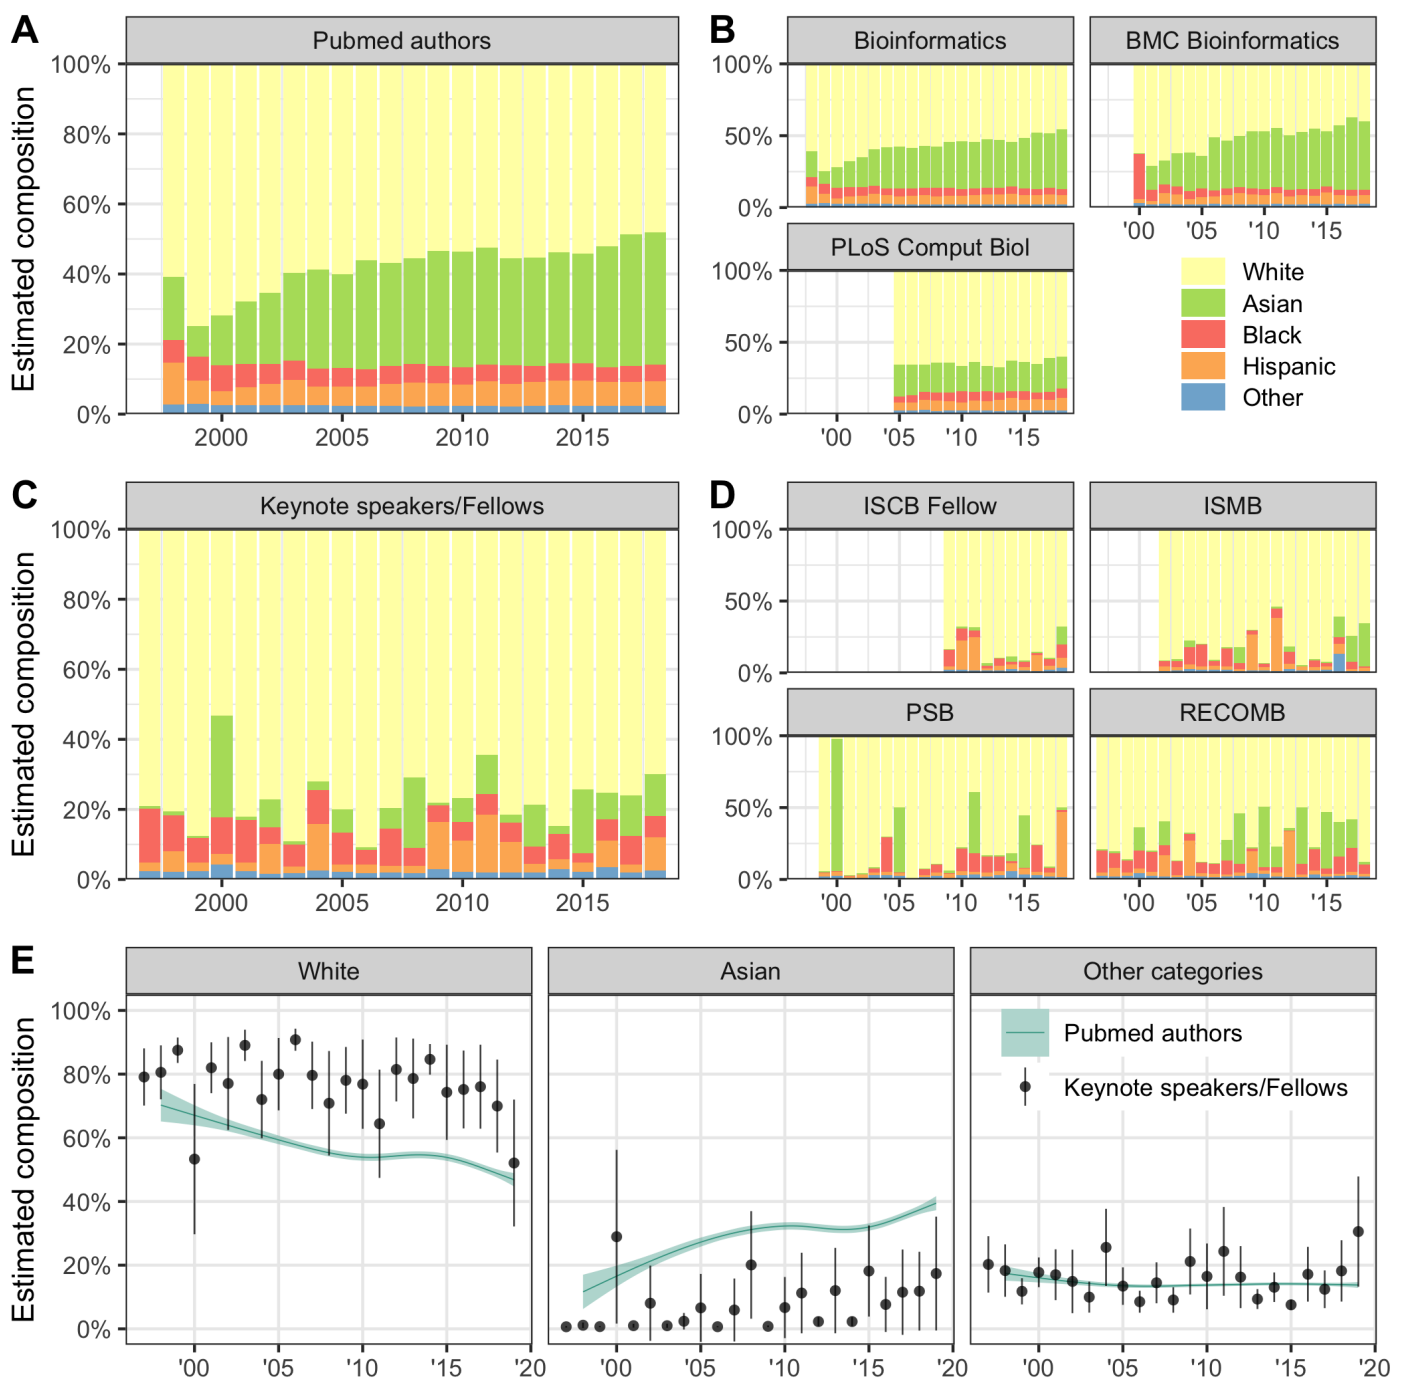 A
Pubmed authors
Estimated composition
100%
80%
60%
40%
20%
0%
2000
2005
2010
2015
B
Bioinformatics
BMC Bioinformatics
100%
50%
0%
'00
'05
'10
'15
PLoS Comput Biol
100%
50%
0%
'00
'05
'10
'15
White
Asian
Black
Hispanic
Other
C
Keynote speakers/Fellows
Estimated composition
100%
80%
60%
40%
20%
0%
2000
2005
2010
2015
D
ISCB Fellow
ISMB
100%
50%
0%
PSB
RECOMB
100%
50%
0%
'00
'05
'10
'15
'00
'05
'10
'15
E
White
Asian
Other categories
Estimated composition
100%
80%
60%
40%
20%
0%
Pubmed authors
Keynote speakers/Fellows
'00
'05
'10
'15
'20
'00
'05
'10
'15
'20
'00
'05
'10
'15
'20